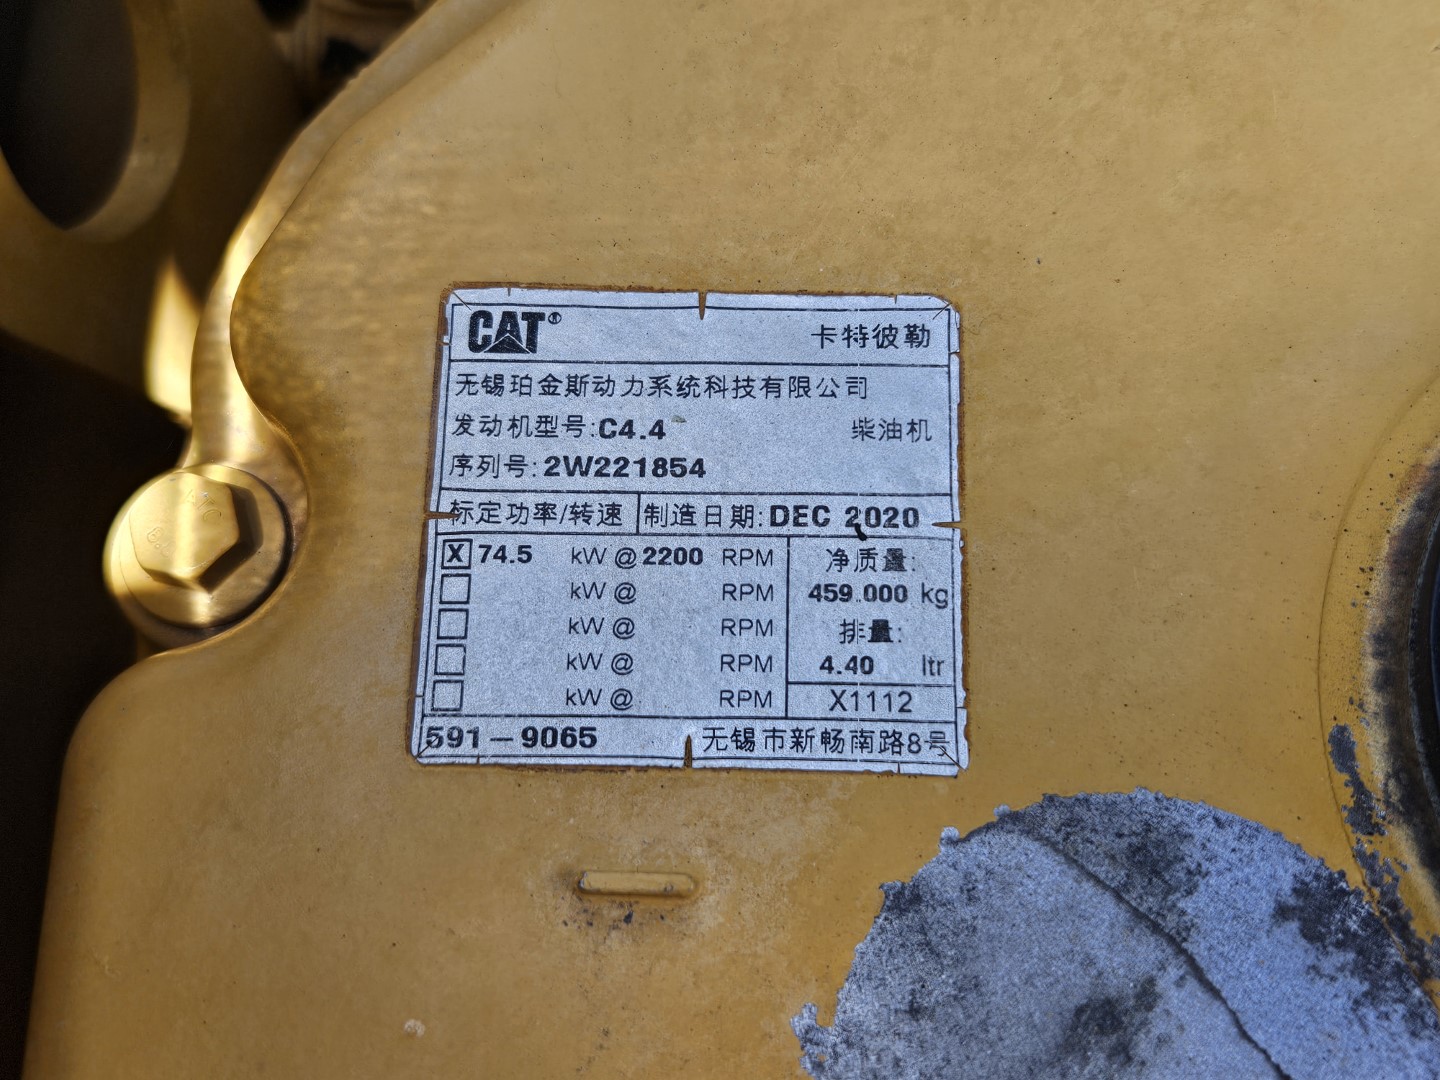 CAT® 卡特彼勒
无锡珀金斯动力系统科技有限公司
发动机型号:C4.4 柴油机
序列号:2W221854
标定功率/转速 制造日期:DEC 2020
X 74.5 kW @ 2200 RPM 净质量:
kW @ RPM 459.000 kg
kW @ RPM 排量:
kW @ RPM 4.40 ltr
kW @ RPM X1112
591-9065 无锡市新畅南路8号